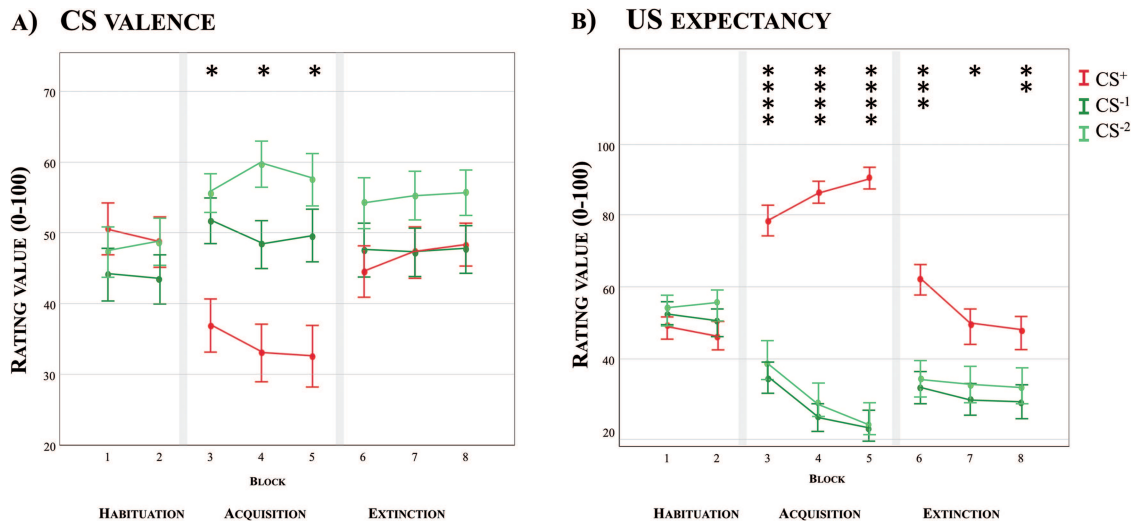 A) CS VALENCE
RATING VALUE (0-100)
70
60
50
40
30
20
* * *
1 2 3 4 5 6 7 8
BLOCK
HABITUATION ACQUISITION EXTINCTION
B) US EXPECTANCY
RATING VALUE (0-100)
100
80
60
40
20
* * * * * *
* * * * *
* * * *
* * *
1 2 3 4 5 6 7 8
BLOCK
HABITUATION ACQUISITION EXTINCTION
CS+
CS-1
CS-2